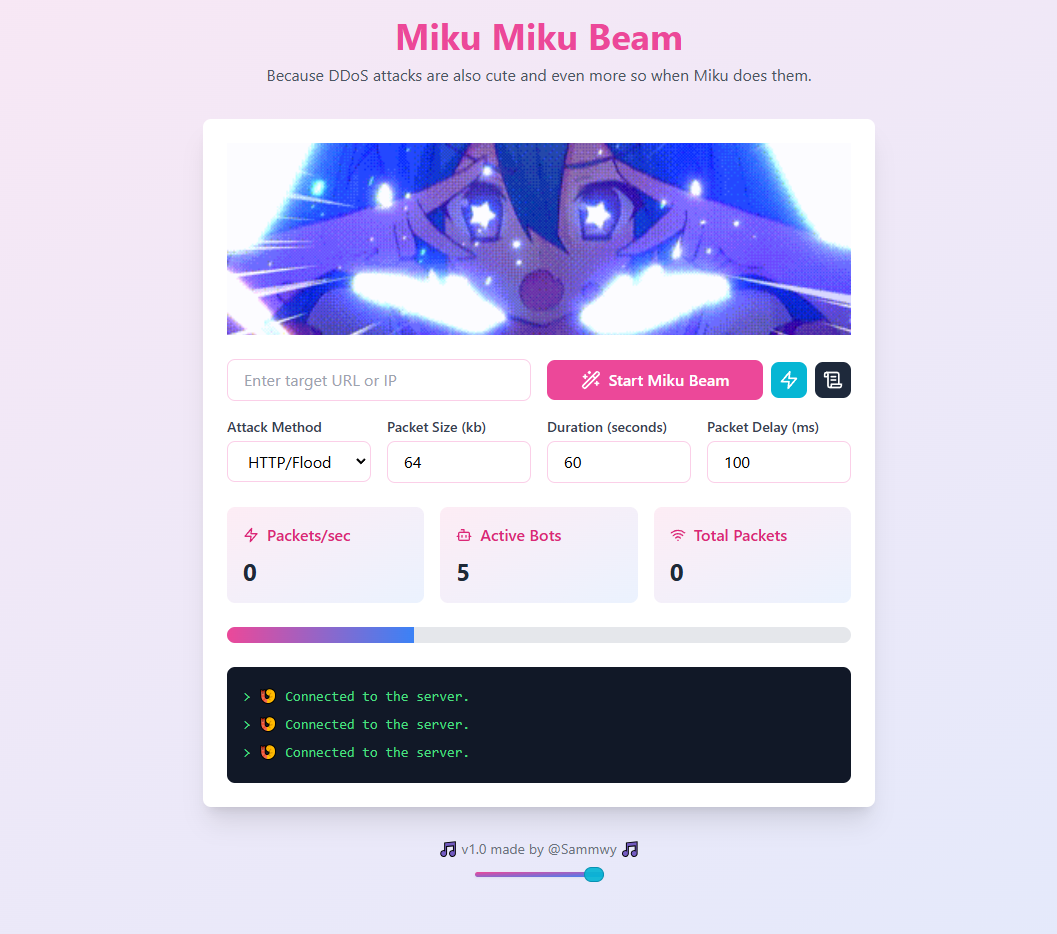 Miku Miku Beam
Because DDoS attacks are also cute and even more so when Miku does them.
Enter target URL or IP
Start Miku Beam
Attack Method
Packet Size (kb)
Duration (seconds)
Packet Delay (ms)
HTTP/Flood
64
60
100
Packets/sec
Active Bots
Total Packets
0
5
0
> Connected to the server.
> Connected to the server.
> Connected to the server.
🎵 v1.0 made by @Sammwy 🎵